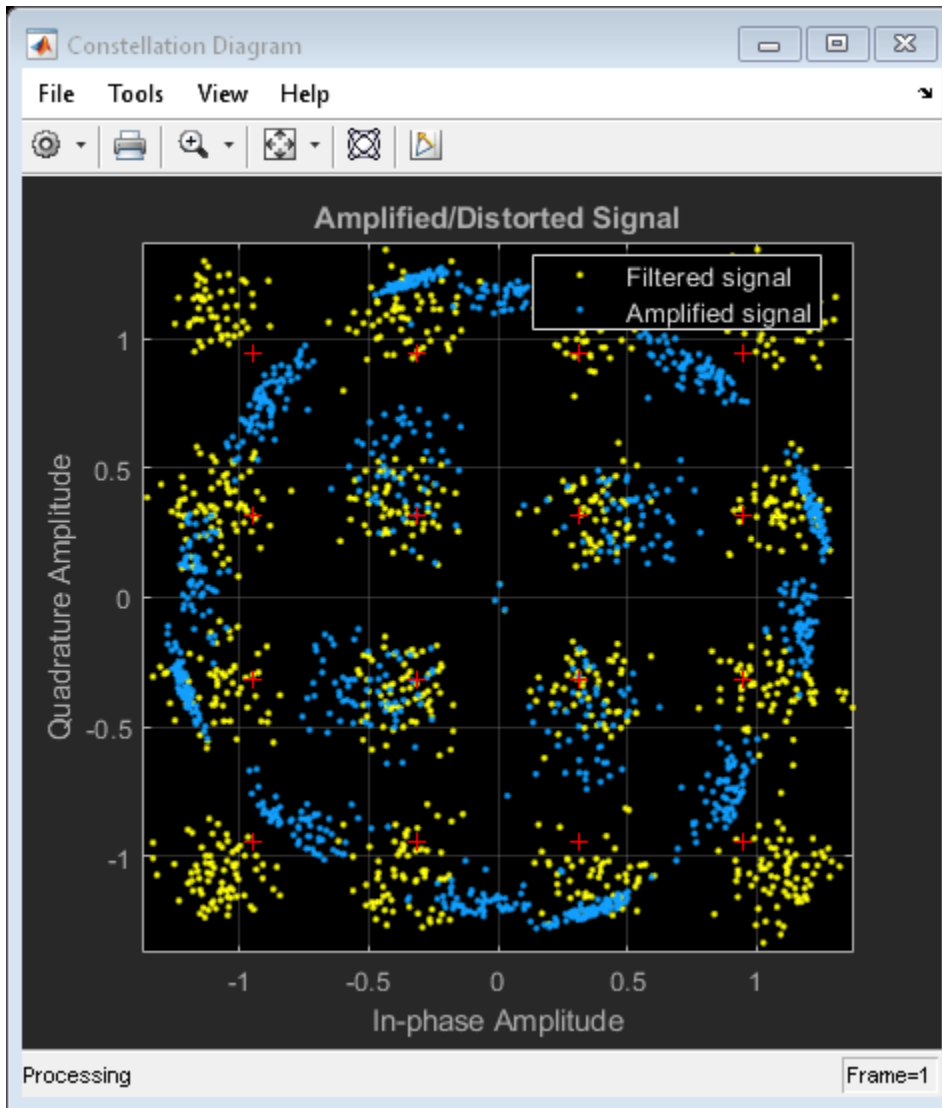 Constellation Diagram
File Tools View Help
Amplified/Distorted Signal
Filtered signal
Amplified signal
1
0.5
0
-0.5
-1
Quadrature Amplitude
-1 -0.5 0 0.5 1
In-phase Amplitude
Processing Frame=1